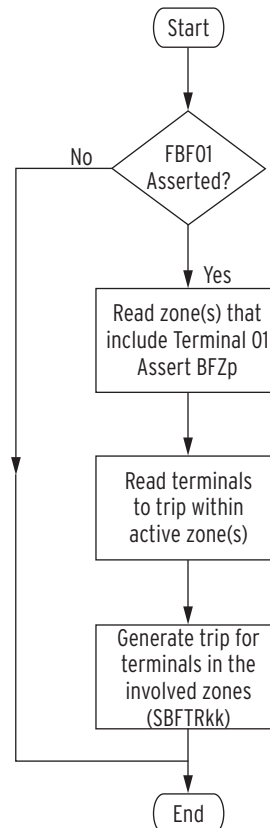 Start
FBF01
Asserted?
No
Yes
Read zone(s) that
include Terminal 01
Assert BFZp
Read terminals
to trip within
active zone(s)
Generate trip for
terminals in the
involved zones
(SBFTRkk)
End